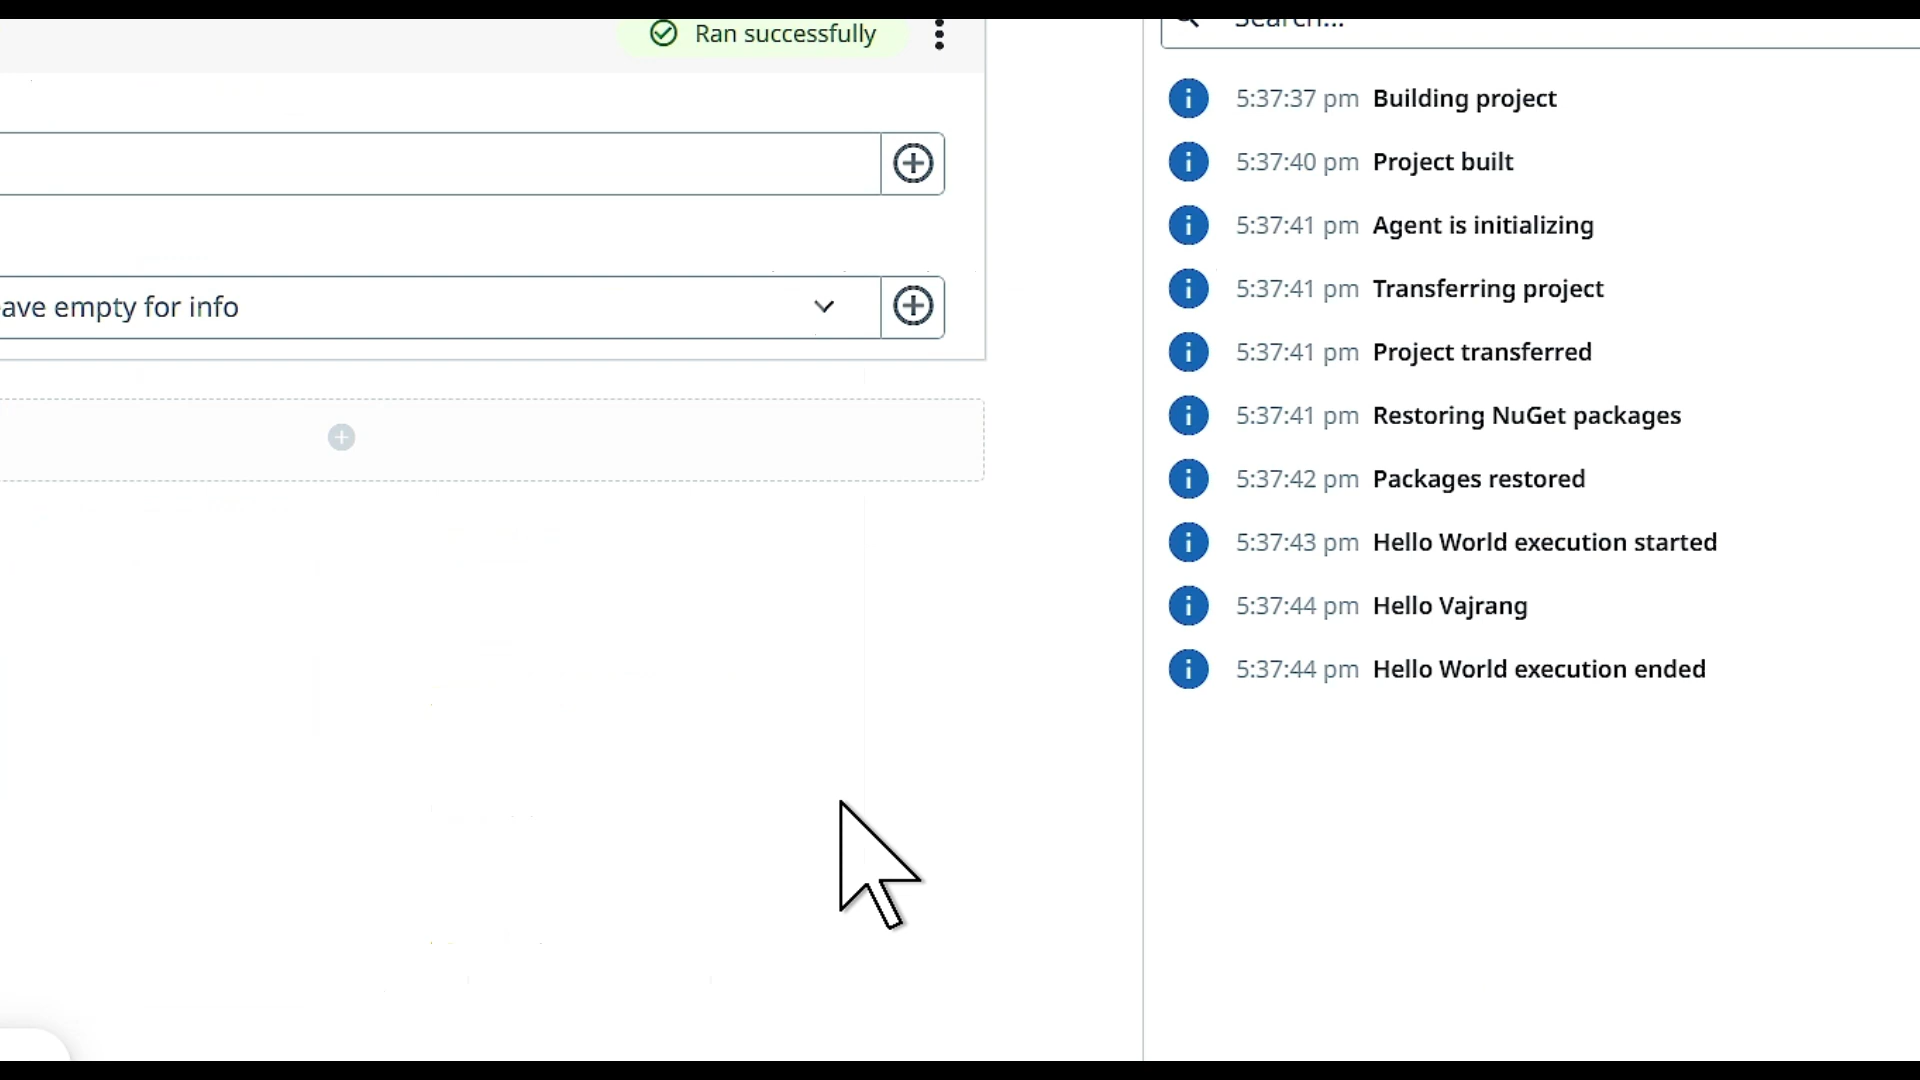 Ran successfully
ave empty for info
Search...
5:37:37 pm Building project
5:37:40 pm Project built
5:37:41 pm Agent is initializing
5:37:41 pm Transferring project
5:37:41 pm Project transferred
5:37:41 pm Restoring NuGet packages
5:37:42 pm Packages restored
5:37:43 pm Hello World execution started
5:37:44 pm Hello Vajrang
5:37:44 pm Hello World execution ended